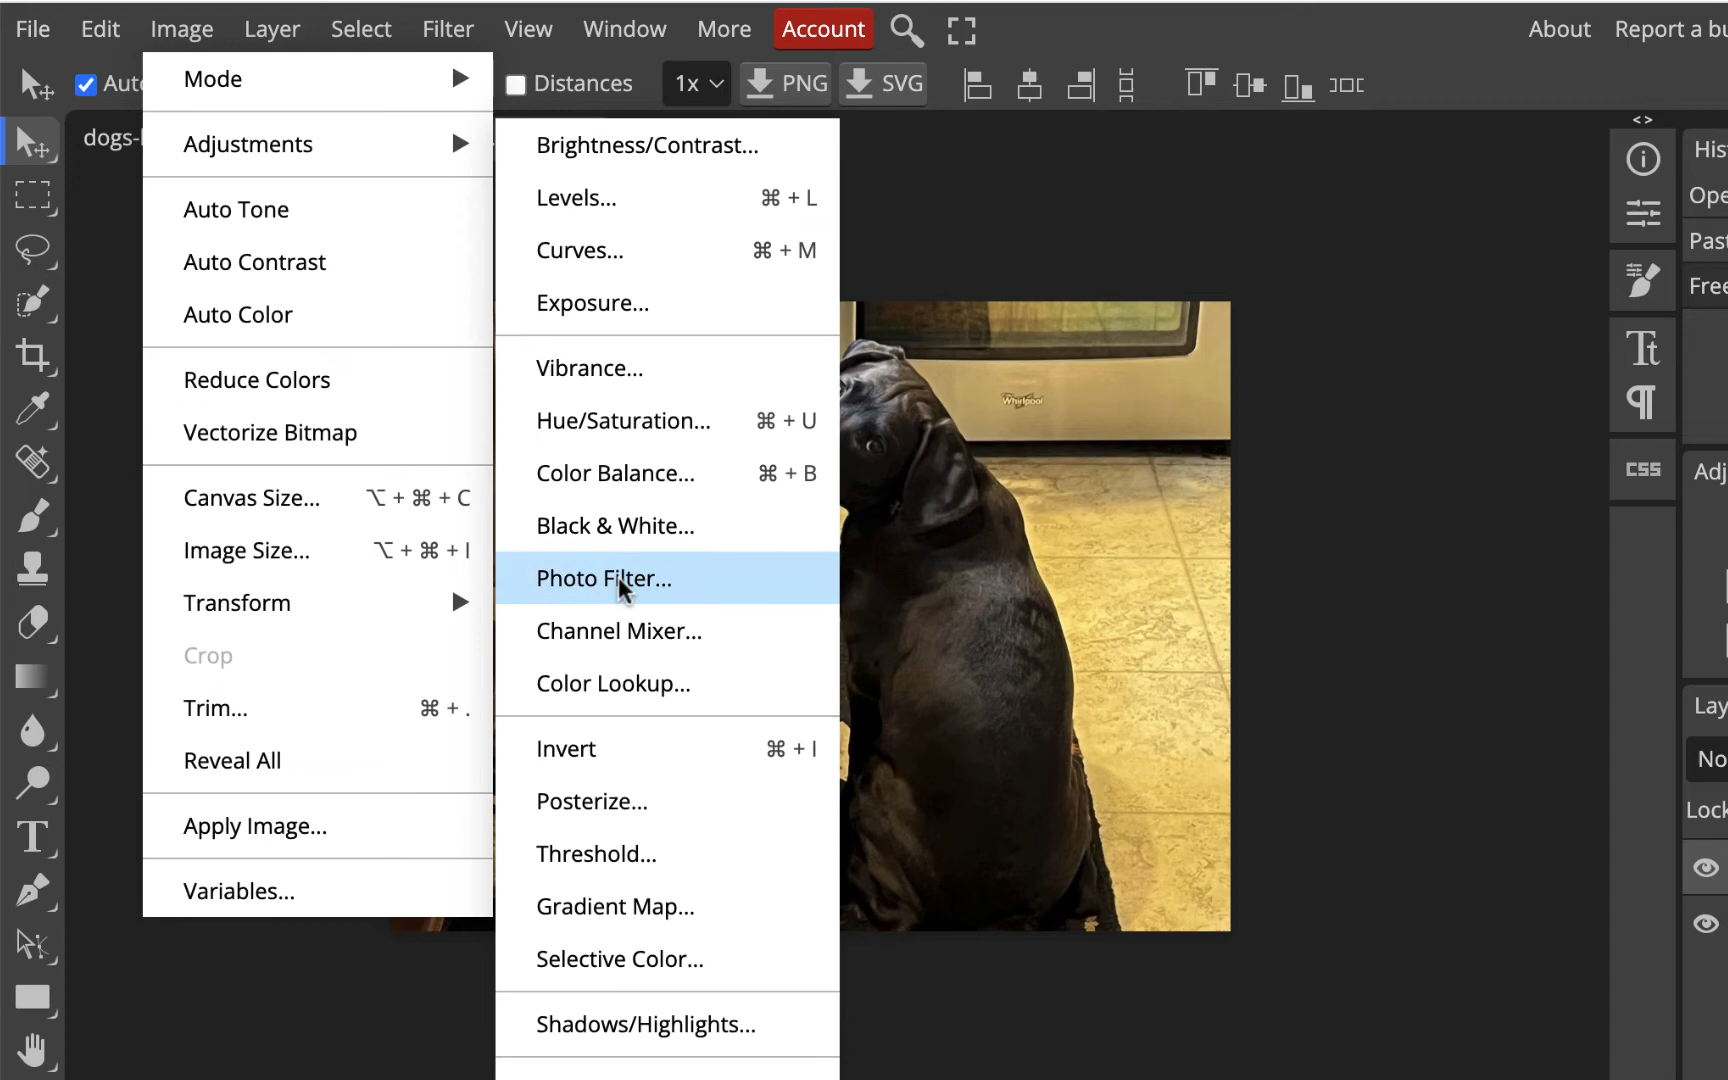 File Edit Image Layer Select Filter View Window More Account About Report a bu
Auto Distances 1x PNG SVG
dogs-
Mode
Adjustments
Auto Tone
Auto Contrast
Auto Color
Reduce Colors
Vectorize Bitmap
Canvas Size... ⌥ + ⌘ + C
Image Size... ⌥ + ⌘ + I
Transform
Crop
Trim... ⌘ + .
Reveal All
Apply Image...
Variables...
Brightness/Contrast...
Levels... ⌘ + L
Curves... ⌘ + M
Exposure...
Vibrance...
Hue/Saturation... ⌘ + U
Color Balance... ⌘ + B
Black & White...
Photo Filter...
Channel Mixer...
Color Lookup...
Invert ⌘ + I
Posterize...
Threshold...
Gradient Map...
Selective Color...
Shadows/Highlights...
Whirlpool
T
< >
Tt
¶
CSS
His
Ope
Pas
Free
Adj
Lay
No
Lock